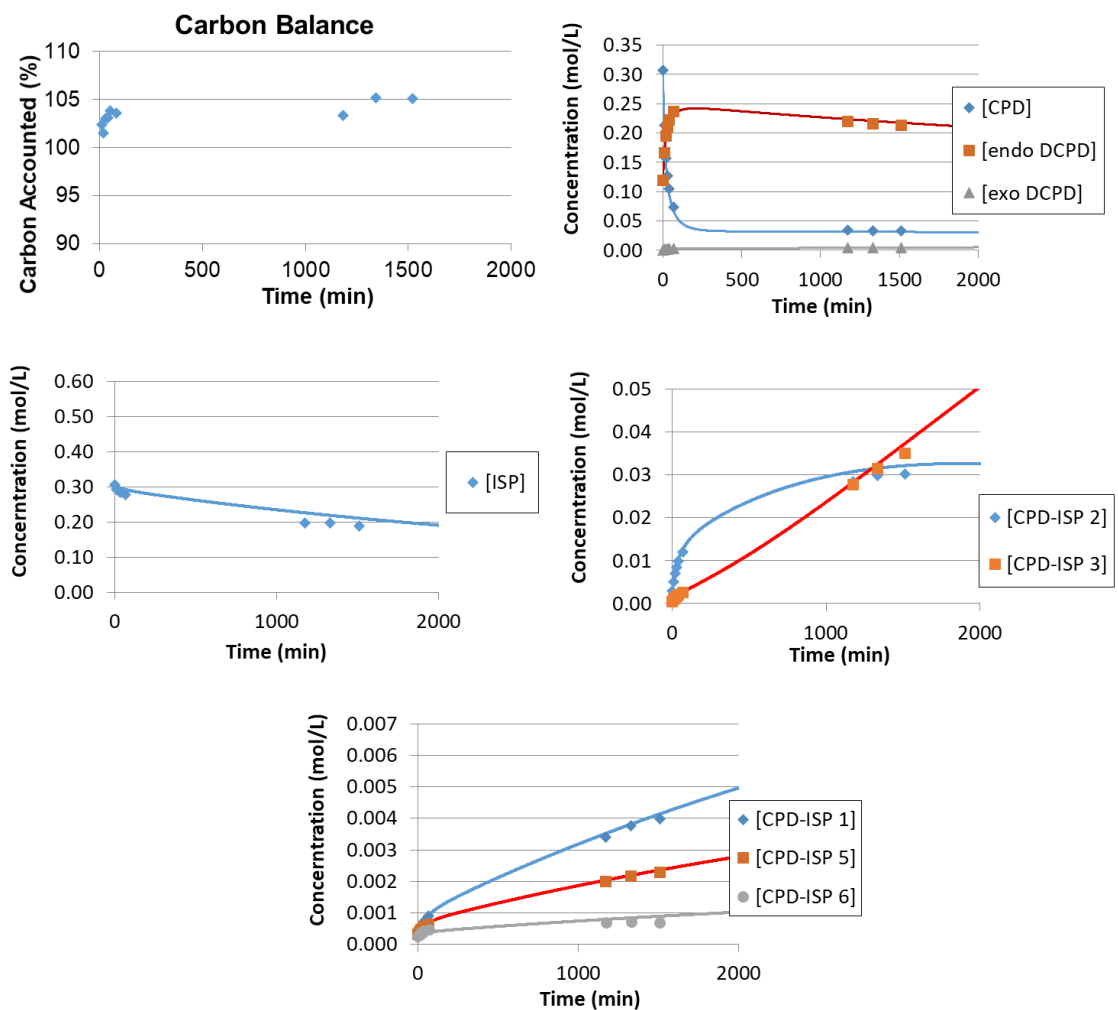 Carbon Balance
Carbon Accounted (%)
110
105
100
95
90
0
500
1000
1500
2000
Time (min)
Concerntration (mol/L)
0.35
0.30
0.25
0.20
0.15
0.10
0.05
0.00
0
500
1000
1500
2000
Time (min)
[CPD]
[endo DCPD]
[exo DCPD]
Concerntration (mol/L)
0.60
0.50
0.40
0.30
0.20
0.10
0.00
0
1000
2000
Time (min)
[ISP]
Concerntration (mol/L)
0.05
0.04
0.03
0.02
0.01
0.00
0
1000
2000
Time (min)
[CPD-ISP 2]
[CPD-ISP 3]
Concerntration (mol/L)
0.007
0.006
0.005
0.004
0.003
0.002
0.001
0.000
0
1000
2000
Time (min)
[CPD-ISP 1]
[CPD-ISP 5]
[CPD-ISP 6]